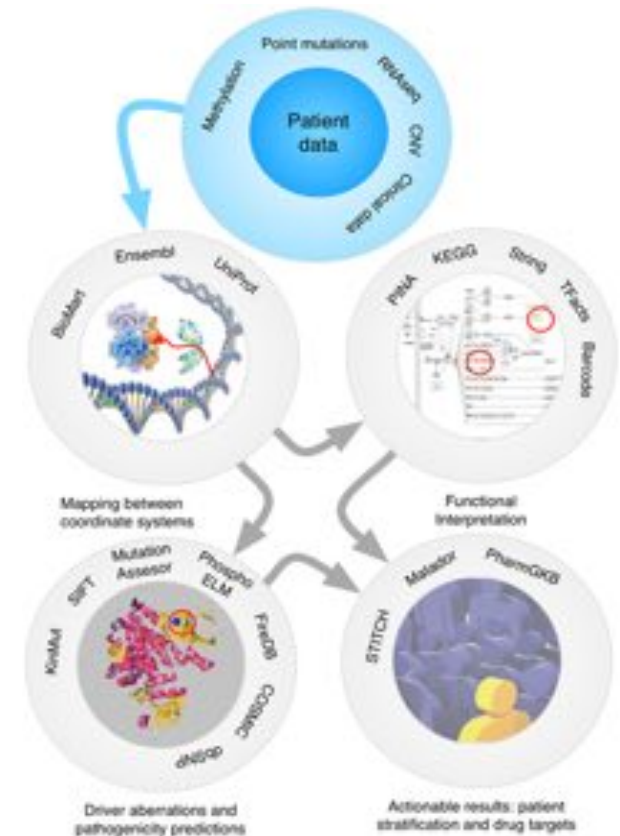 Point mutations
Methylation
RNAseq
CNV
Clinical data
Patient
data
BioMart
Ensembl
UniProt
PINA
KEGG
String
TFacts
Barcode
Mapping between
coordinate systems
Functional
Interpretation
KinMut
SIFT
Mutation
Assesor
Phospho
ELM
FireDB
COSMIC
dbSNP
STITCH
Matador
PharmGKB
Driver aberrations and
pathogenicity predictions
Actionable results: patient
stratification and drug targets